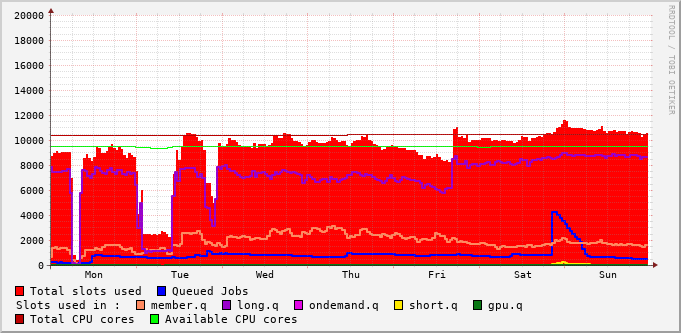 RRDTOOL / TOBI OETIKER
20000
18000
16000
14000
12000
10000
8000
6000
4000
2000
0
Mon Tue Wed Thu Fri Sat Sun
Total slots used Queued Jobs
Slots used in : member.q long.q ondemand.q short.q gpu.q
Total CPU cores Available CPU cores